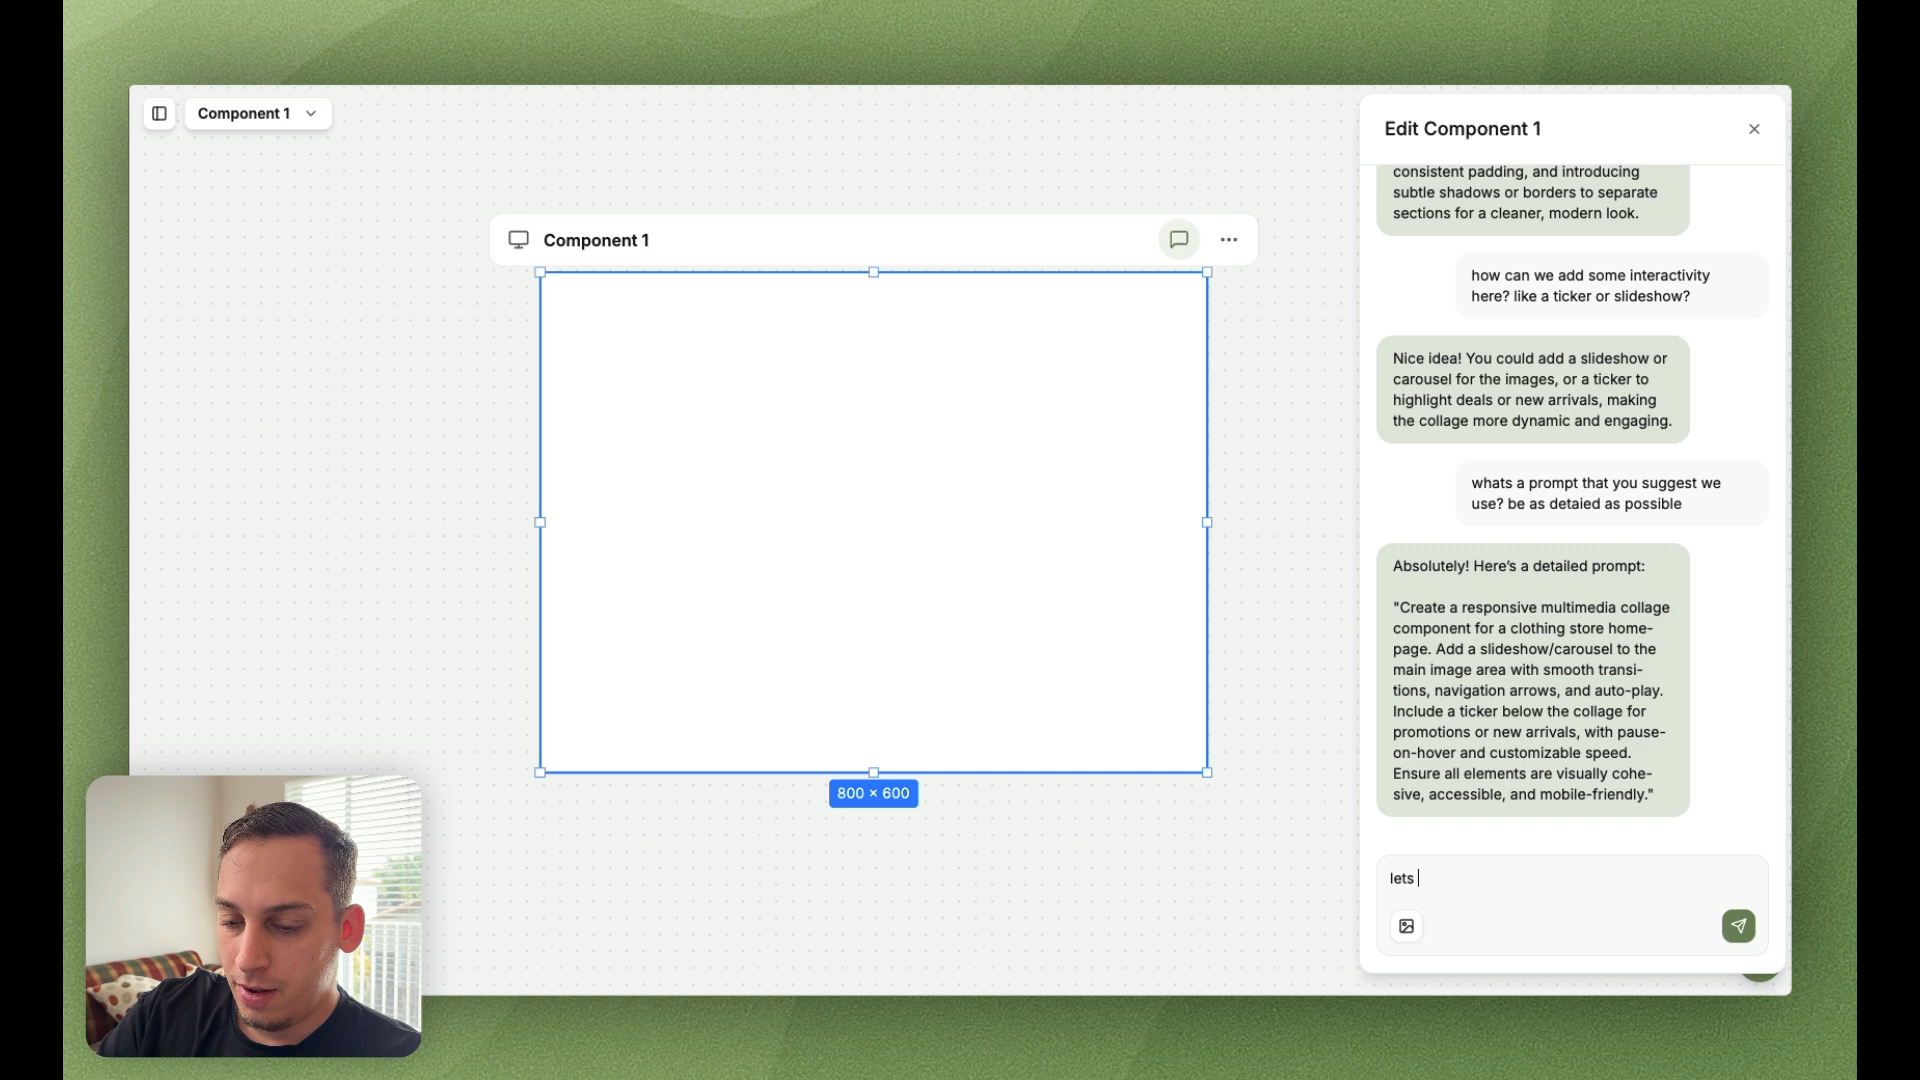 Component 1
Edit Component 1
consistent padding, and introducing
subtle shadows or borders to separate
sections for a cleaner, modern look.
Component 1
how can we add some interactivity
here? like a ticker or slideshow?
Nice idea! You could add a slideshow or
carousel for the images, or a ticker to
highlight deals or new arrivals, making
the collage more dynamic and engaging.
whats a prompt that you suggest we
use? be as detaied as possible
Absolutely! Here's a detailed prompt:
"Create a responsive multimedia collage
component for a clothing store home-
page. Add a slideshow/carousel to the
main image area with smooth transi-
tions, navigation arrows, and auto-play.
Include a ticker below the collage for
promotions or new arrivals, with pause-
on-hover and customizable speed.
Ensure all elements are visually cohe-
sive, accessible, and mobile-friendly."
800 × 600
lets